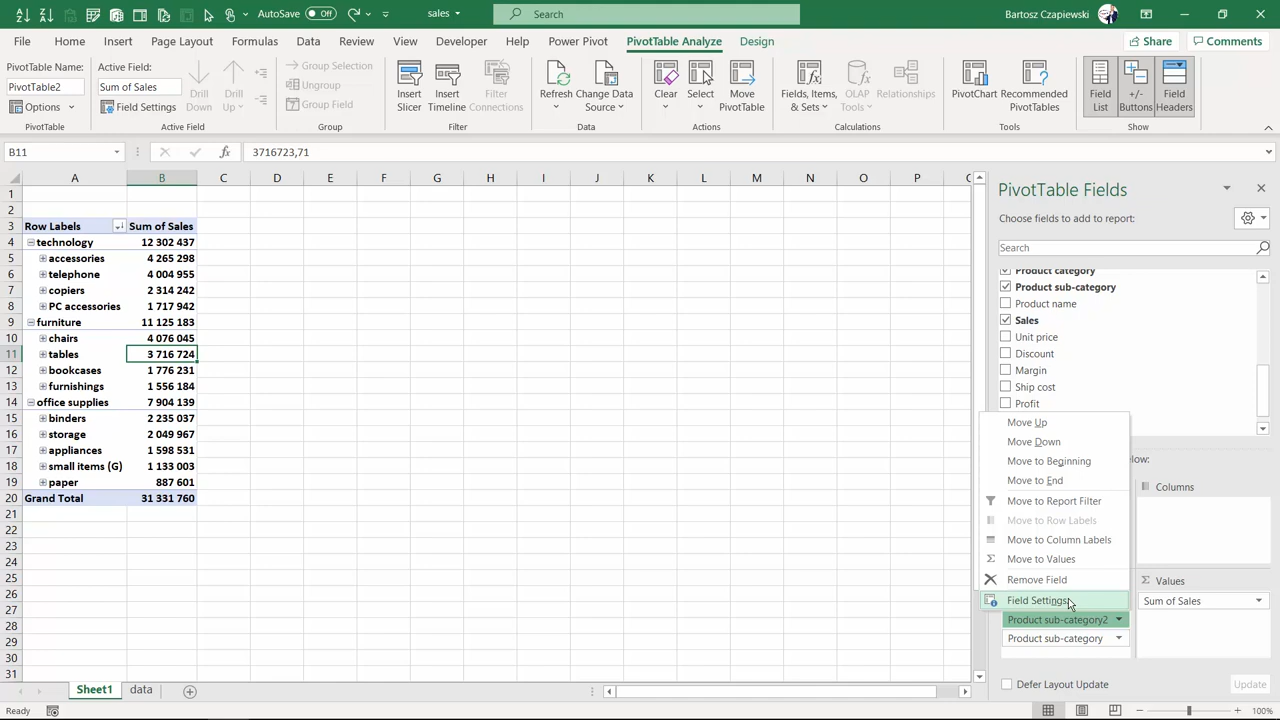 AutoSave Off sales Search Bartosz Czapiewski
File Home Insert Page Layout Formulas Data Review View Developer Help Power Pivot PivotTable Analyze Design Share Comments
PivotTable Name:
PivotTable2
Options
PivotTable
Active Field:
Sum of Sales
Field Settings
Drill Down
Drill Up
Active Field
Group Selection
Ungroup
Group Field
Group
Insert Slicer
Insert Timeline
Filter Connections
Filter
Refresh
Change Data Source
Data
Clear
Select
Move PivotTable
Actions
Fields, Items, & Sets
OLAP Tools
Relationships
Calculations
PivotChart
Recommended PivotTables
Tools
Field List
+/- Buttons
Field Headers
Show
B11 fx 3716723,71
A B C D E F G H I J K L M N O P
1
2
3 Row Labels Sum of Sales
4 technology 12 302 437
5 accessories 4 265 298
6 telephone 4 004 955
7 copiers 2 314 242
8 PC accessories 1 717 942
9 furniture 11 125 183
10 chairs 4 076 045
11 tables 3 716 724
12 bookcases 1 776 231
13 furnishings 1 556 184
14 office supplies 7 904 139
15 binders 2 235 037
16 storage 2 049 967
17 appliances 1 598 531
18 small items (G) 1 133 003
19 paper 887 601
20 Grand Total 31 331 760
21
22
23
24
25
26
27
28
29
30
31
PivotTable Fields
Choose fields to add to report:
Search
Product category
Product sub-category
Product name
Sales
Unit price
Discount
Margin
Ship cost
Profit
Move Up
Move Down
Move to Beginning
Move to End
Move to Report Filter
Move to Row Labels
Move to Column Labels
Move to Values
Remove Field
Field Settings
below:
Columns
Values
Sum of Sales
Product sub-category2
Product sub-category
Defer Layout Update Update
Sheet1 data
Ready 100%